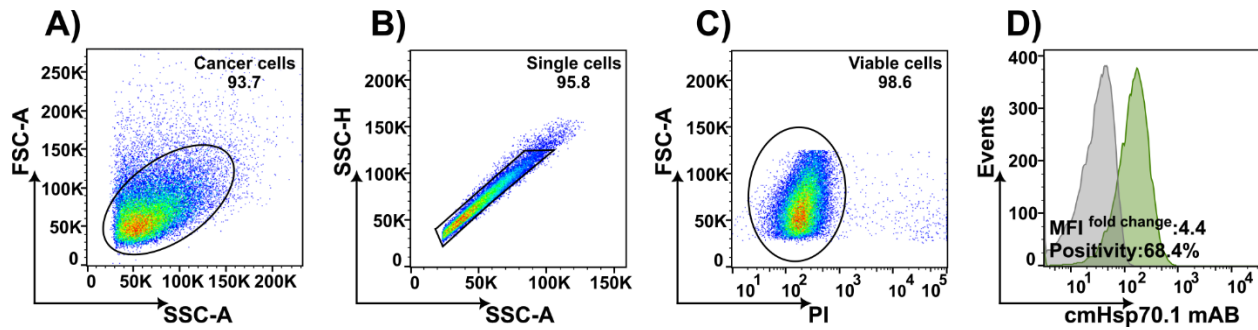 A)
Cancer cells
93.7
250K
200K
150K
100K
50K
0
FSC-A
0 50K 100K 150K 200K
SSC-A
B)
Single cells
95.8
200K
150K
100K
50K
0
SSC-H
50K 100K 150K
SSC-A
C)
Viable cells
98.6
200K
150K
100K
50K
0
FSC-A
10¹ 10² 10³ 10⁴ 10⁵
PI
D)
400
300
200
100
0
Events
MFI fold change:4.4
Positivity:68.4%
10¹ 10² 10³ 10⁴
cmHsp70.1 mAB